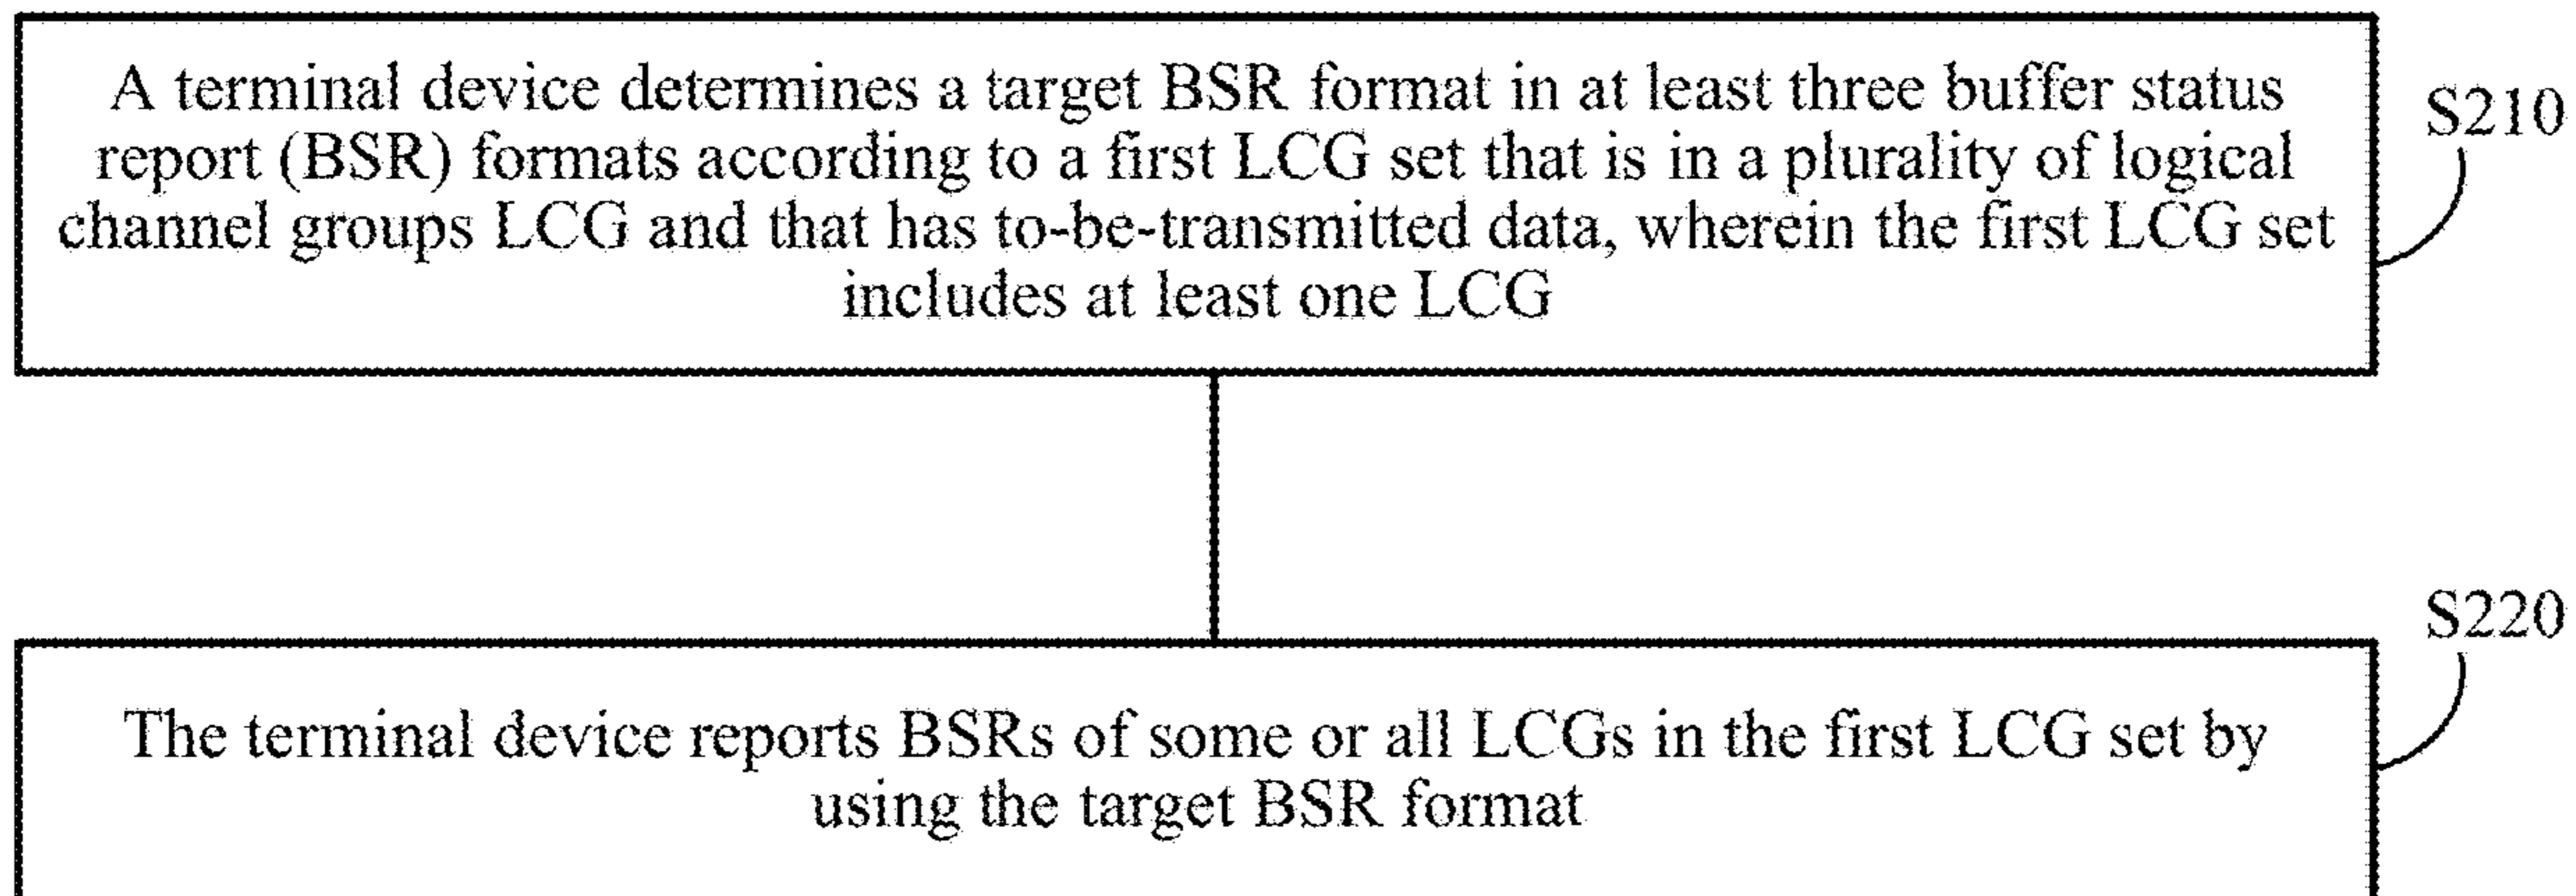 A terminal device determines a target BSR format in at least three buffer status
report (BSR) formats according to a first LCG set that is in a plurality of logical
channel groups LCG and that has to-be-transmitted data, wherein the first LCG set
includes at least one LCG
S210
S220
The terminal device reports BSRs of some or all LCGs in the first LCG set by
using the target BSR format